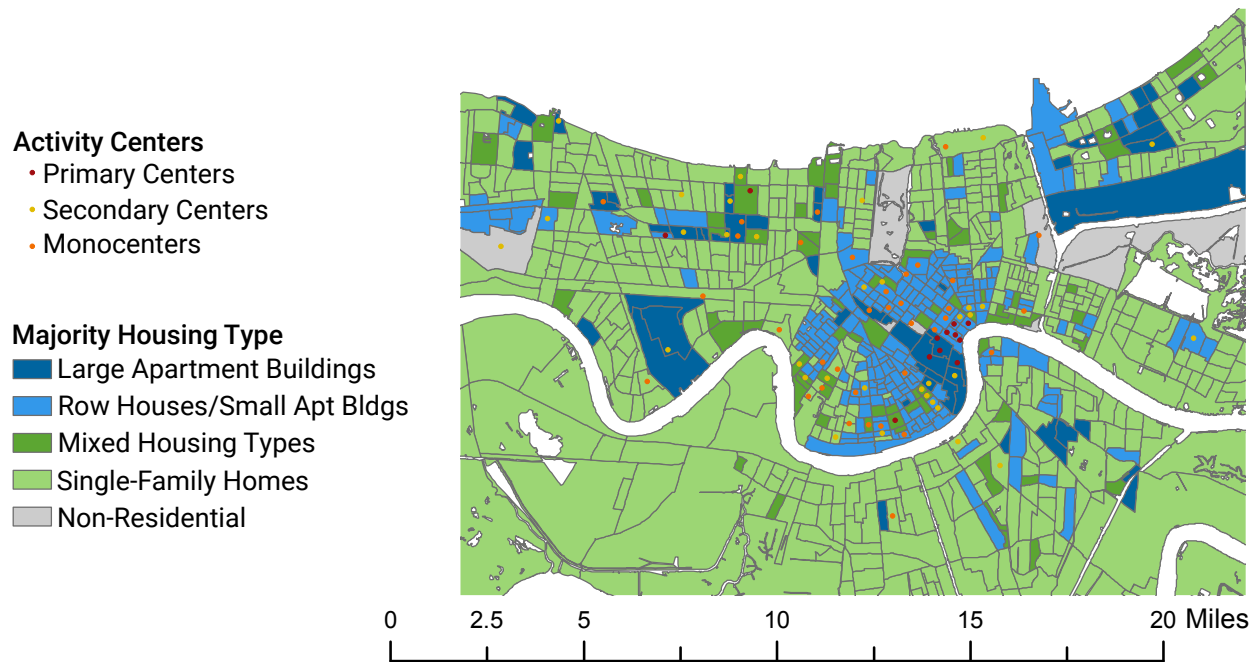 Activity Centers
Primary Centers
Secondary Centers
Monocenters
Majority Housing Type
Large Apartment Buildings
Row Houses/Small Apt Bldgs
Mixed Housing Types
Single-Family Homes
Non-Residential
0 2.5 5 10 15 20 Miles